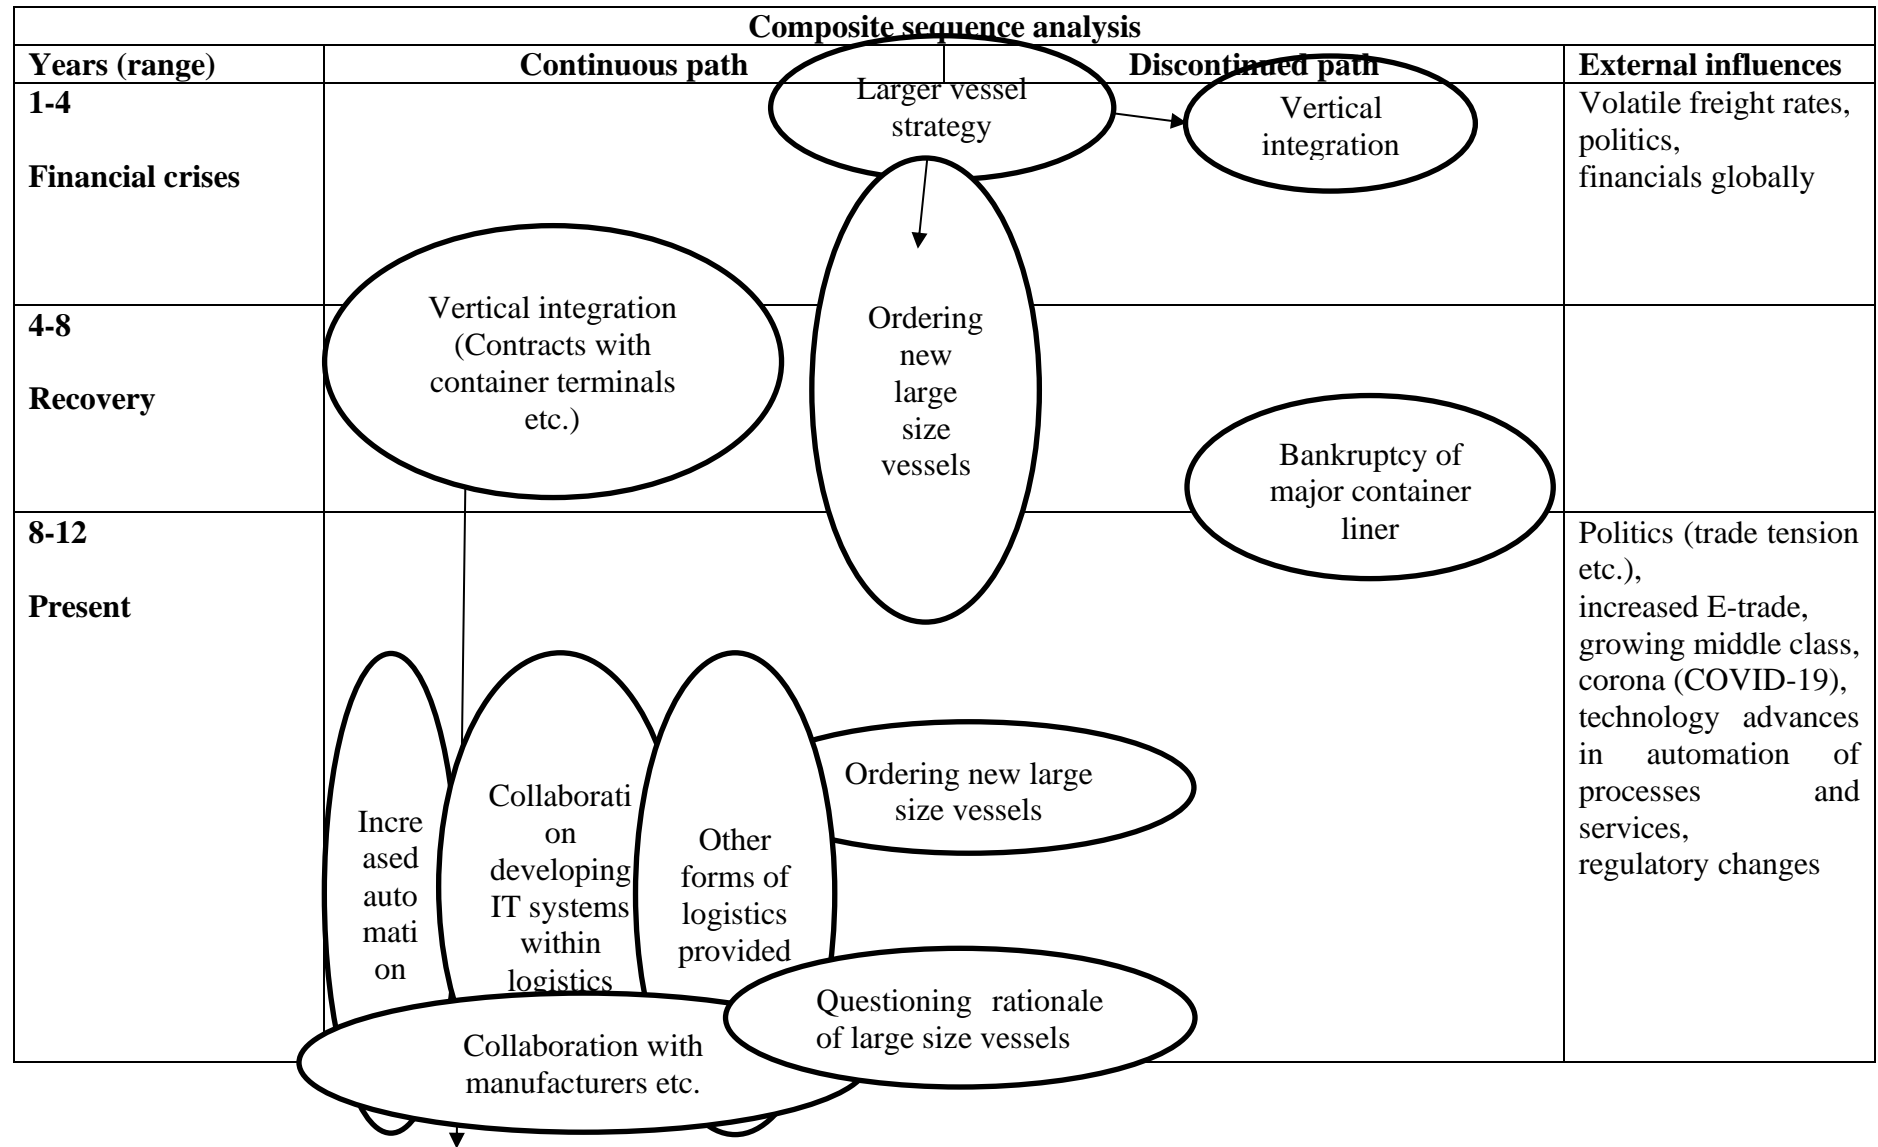 Composite sequence analysis
Years (range)
Continuous path
Discontinued path
External influences
1-4
Financial crises
Larger vessel
strategy
Vertical
integration
Volatile freight rates,
politics,
financials globally
4-8
Recovery
Vertical integration
(Contracts with
container terminals
etc.)
Ordering
new
large
size
vessels
Bankruptcy of
major container
liner
8-12
Present
Incre
ased
auto
mati
on
Collaborati
on
developing
IT systems
within
logistics
Other
forms of
logistics
provided
Ordering new large
size vessels
Questioning rationale
of large size vessels
Collaboration with
manufacturers etc.
Politics (trade tension
etc.),
increased E-trade,
growing middle class,
corona (COVID-19),
technology advances
in automation of
processes and
services,
regulatory changes